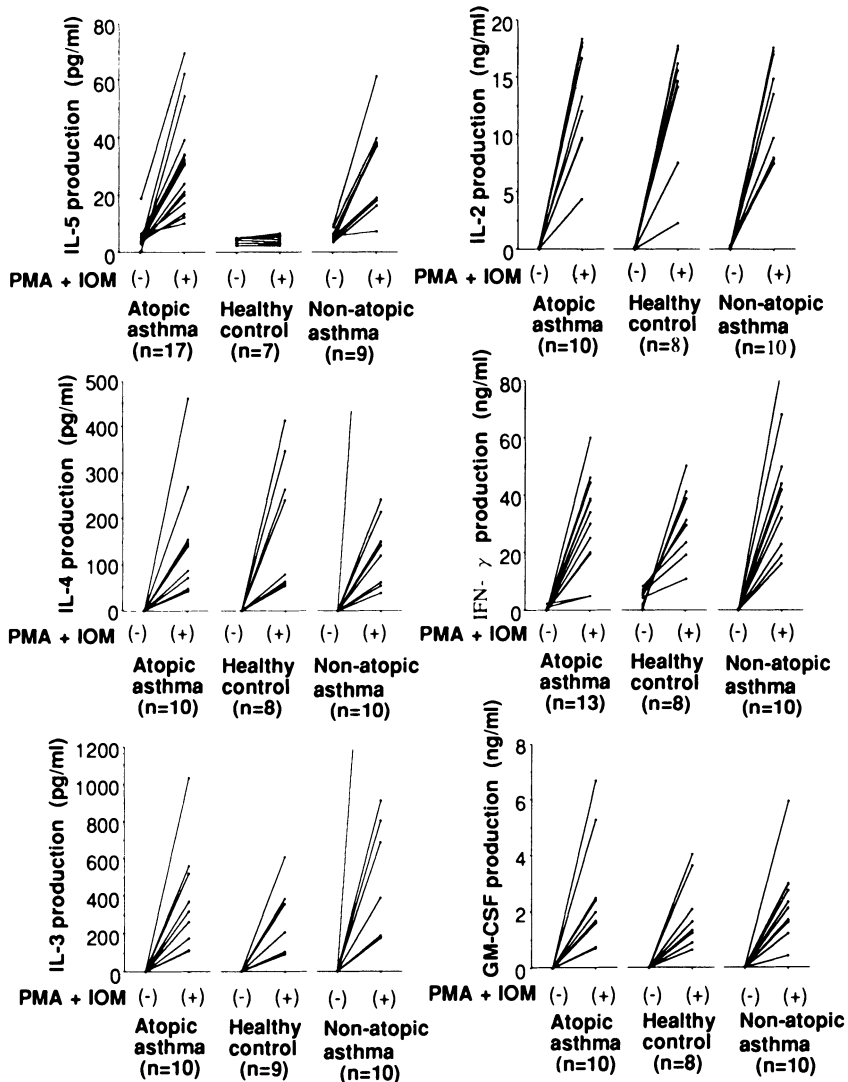 IL-5 production (pg/ml)
80
60
40
20
0
PMA + IOM (-) (+) (-) (+) (-) (+)
Atopic asthma (n=17)
Healthy control (n=7)
Non-atopic asthma (n=9)
IL-2 production (ng/ml)
20
15
10
5
0
PMA + IOM (-) (+) (-) (+) (-) (+)
Atopic asthma (n=10)
Healthy control (n=8)
Non-atopic asthma (n=10)
IL-4 production (pg/ml)
500
400
300
200
100
0
PMA + IOM (-) (+) (-) (+) (-) (+)
Atopic asthma (n=10)
Healthy control (n=8)
Non-atopic asthma (n=10)
IFN- γ production (ng/ml)
80
60
40
20
0
PMA + IOM (-) (+) (-) (+) (-) (+)
Atopic asthma (n=13)
Healthy control (n=8)
Non-atopic asthma (n=10)
IL-3 production (pg/ml)
1200
1000
800
600
400
200
0
PMA + IOM (-) (+) (-) (+) (-) (+)
Atopic asthma (n=10)
Healthy control (n=9)
Non-atopic asthma (n=10)
GM-CSF production (ng/ml)
8
6
4
2
0
PMA + IOM (-) (+) (-) (+) (-) (+)
Atopic asthma (n=10)
Healthy control (n=8)
Non-atopic asthma (n=10)